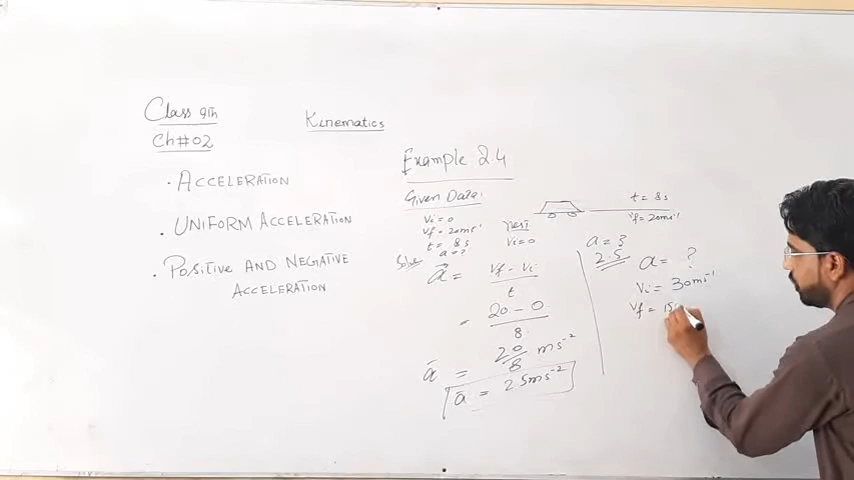 Class 9th
Ch#02
Kinematics
• ACCELERATION
• UNIFORM ACCELERATION
• POSITIVE AND NEGATIVE
ACCELERATION
Example 2.4
Given Data:
Vi = 0
Vf = 20ms⁻¹
t = 8s
a = ?
rest
Vi = 0
t = 8s
Vf = 20ms⁻¹
a = ?
Sol:
a = Vf - Vi / t
= 20 - 0 / 8
a = 20 / 8 ms⁻²
a = 2.5ms⁻²
2.5
a = ?
Vi = 30ms⁻¹
Vf = 15